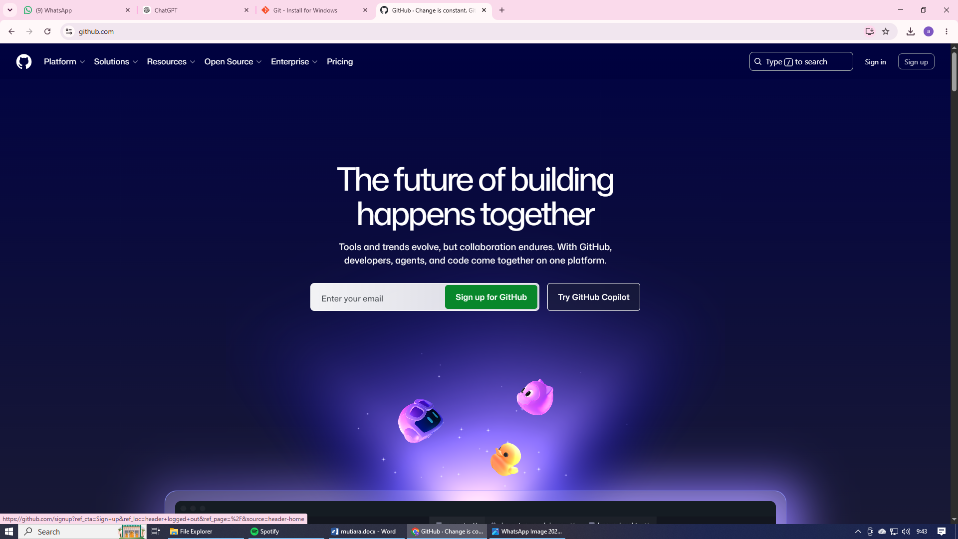 (9) WhatsApp
ChatGPT
Git - Install for Windows
GitHub · Change is constant. G
github.com
Platform
Solutions
Resources
Open Source
Enterprise
Pricing
Type / to search
Sign in
Sign up
The future of building
happens together
Tools and trends evolve, but collaboration endures. With GitHub,
developers, agents, and code come together on one platform.
Enter your email
Sign up for GitHub
Try GitHub Copilot
https://github.com/signup?ref_cta=Sign+up&ref_loc=header+logged+out&ref_page=%2F&source=header-home
Search
File Explorer
Spotify
mutiara.docx - Word
GitHub · Change is co...
WhatsApp Image 202...
9:43